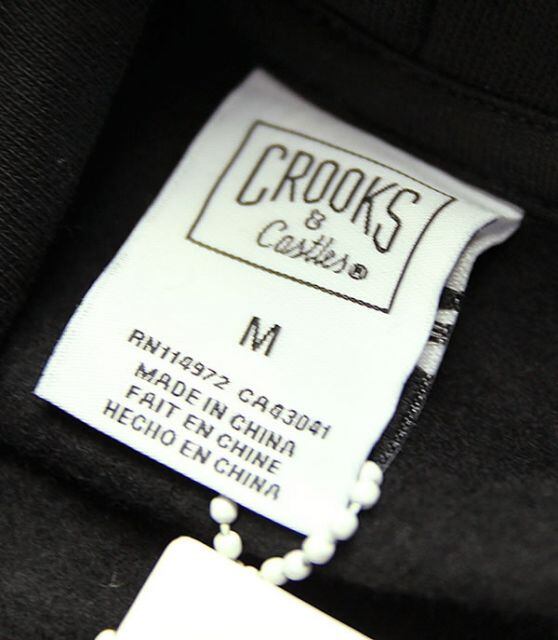 CROOKS
&
Castles®
M
RN114972 CA43041
MADE IN CHINA
FAIT EN CHINE
HECHO EN CHINA